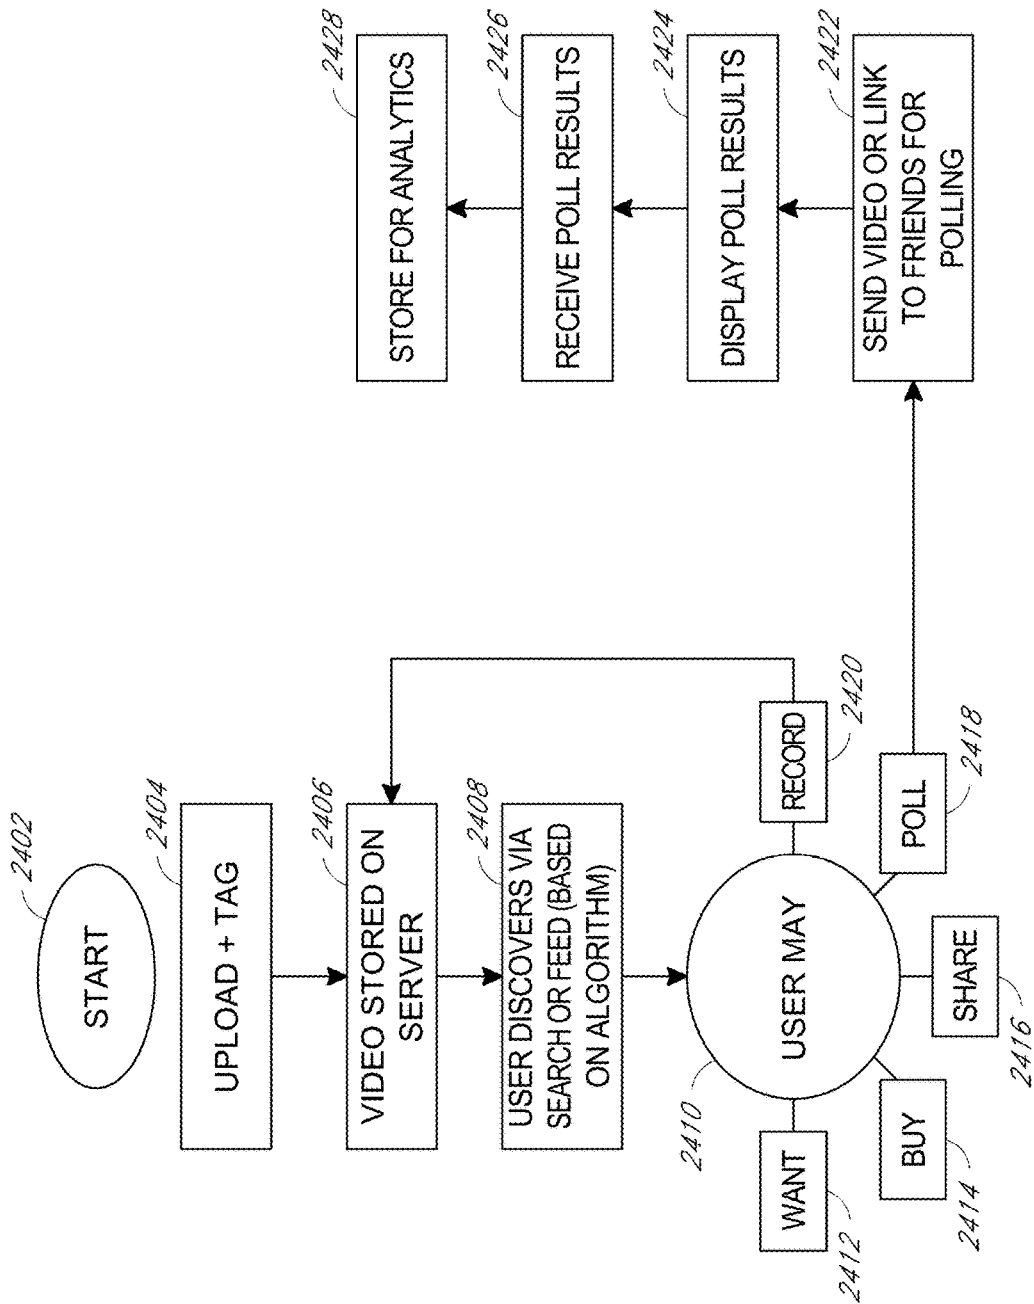 2402
START
2404
UPLOAD + TAG
2406
VIDEO STORED ON
SERVER
2408
USER DISCOVERS VIA
SEARCH OR FEED (BASED
ON ALGORITHM)
2410
USER MAY
WANT
2412
BUY
2414
SHARE
2416
POLL
2418
RECORD
2420
2422
SEND VIDEO OR LINK
TO FRIENDS FOR
POLLING
2424
DISPLAY POLL RESULTS
2426
RECEIVE POLL RESULTS
2428
STORE FOR ANALYTICS